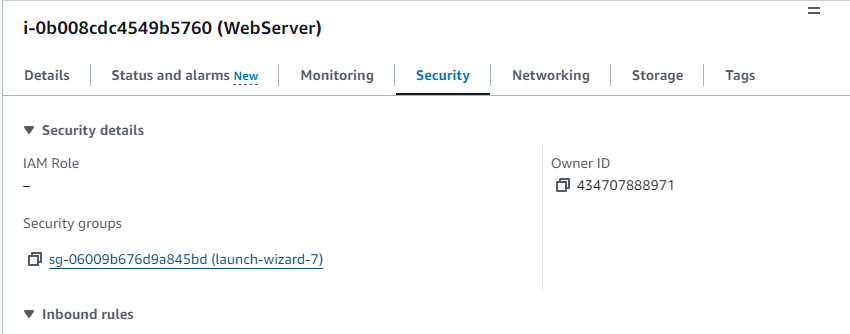 i-0b008cdc4549b5760 (WebServer)
Details Status and alarms New Monitoring Security Networking Storage Tags
Security details
IAM Role
–
Owner ID
434707888971
Security groups
sg-06009b676d9a845bd (launch-wizard-7)
Inbound rules